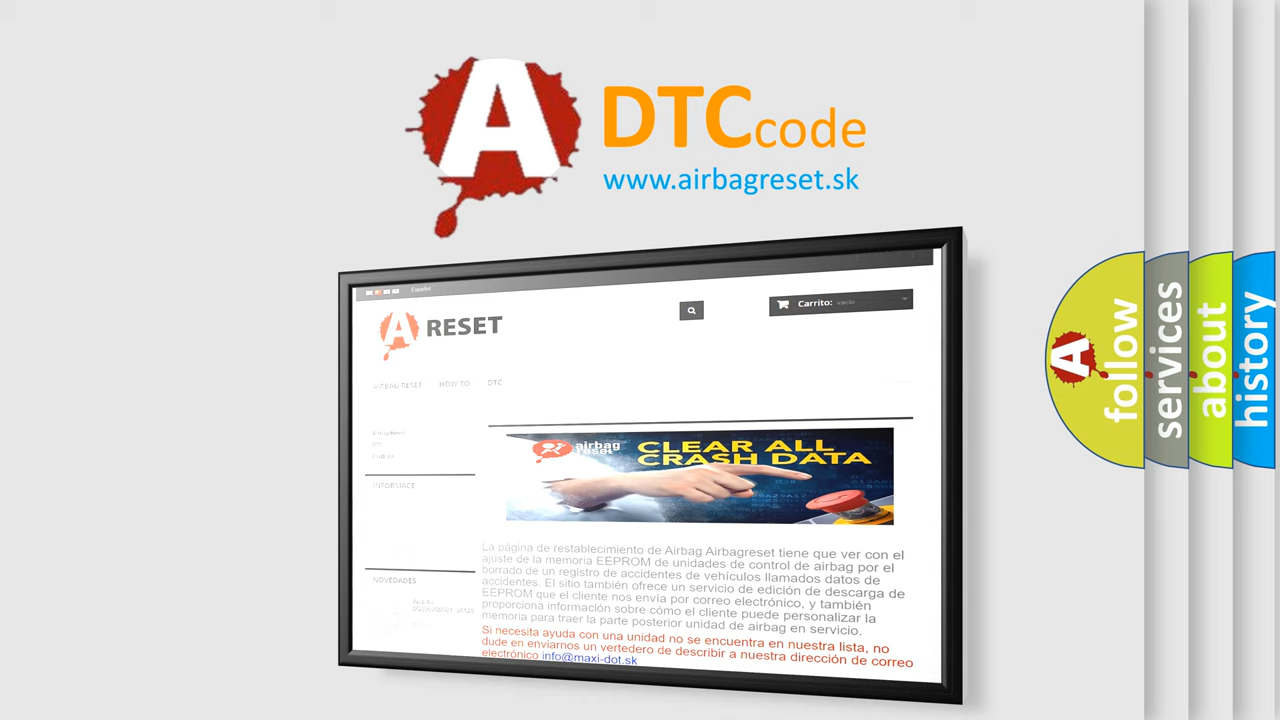 A
DTCcode
www.airbagreset.sk
Español
A RESET
Carrito: vacío
AIRBAG RESET HOW TO DTC
INFORMACE
NOVEDADES
airbag
reset
CLEAR ALL
CRASH DATA
La página de restablecimiento de Airbag Airbagreset tiene que ver con el
ajuste de la memoria EEPROM de unidades de control de airbag por el
borrado de un registro de accidentes de vehículos llamados datos de
accidentes. El sitio también ofrece un servicio de edición de descarga de
EEPROM que el cliente nos envía por correo electrónico, y también
proporciona información sobre cómo el cliente puede personalizar la
memoria para traer la parte posterior unidad de airbag en servicio.
Si necesita ayuda con una unidad no se encuentra en nuestra lista, no
dude en enviarnos un vertedero de describir a nuestra dirección de correo
electrónico info@maxi-dot.sk
A
follow
services
about
history